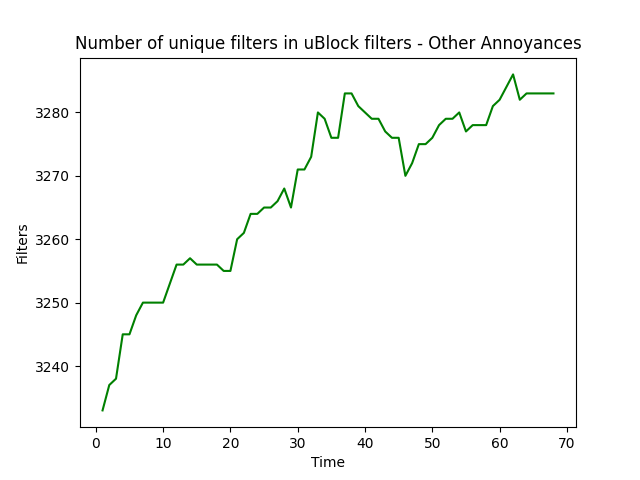 Number of unique filters in uBlock filters - Other Annoyances
3280
3270
3260
3250
3240
Filters
0 10 20 30 40 50 60 70
Time